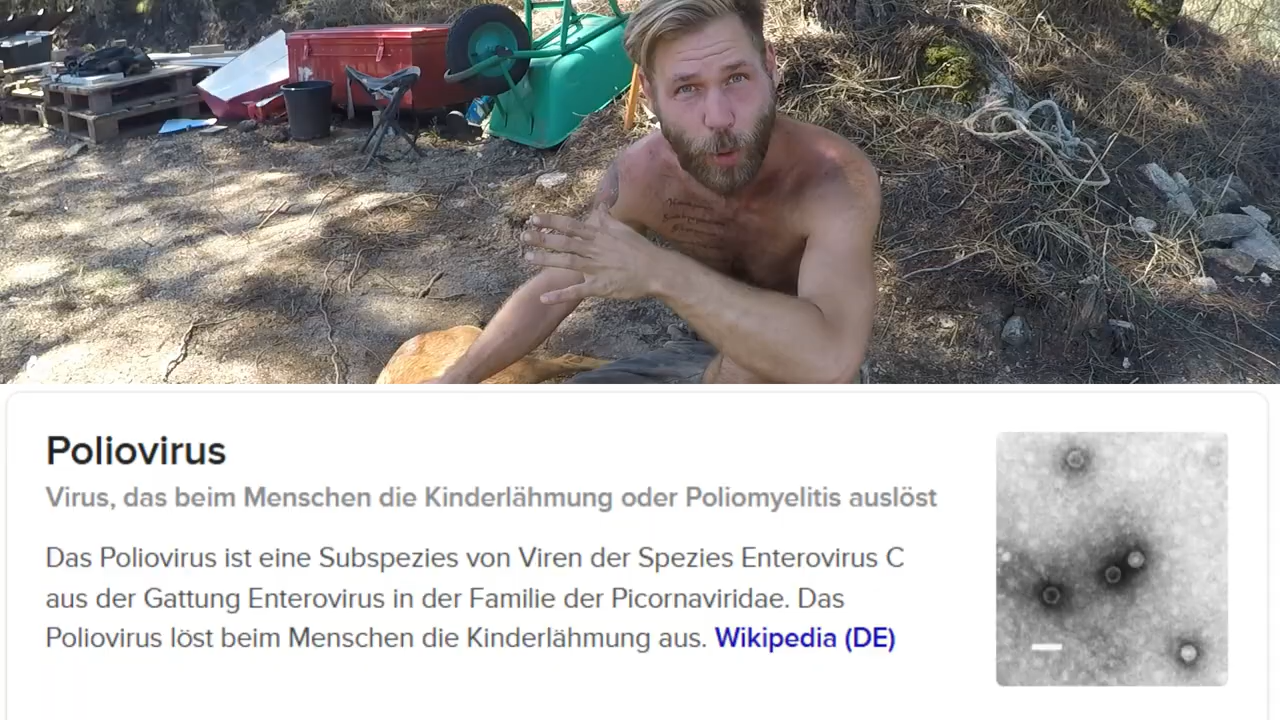 Poliovirus
Virus, das beim Menschen die Kinderlähmung oder Poliomyelitis auslöst
Das Poliovirus ist eine Subspezies von Viren der Spezies Enterovirus C
aus der Gattung Enterovirus in der Familie der Picornaviridae. Das
Poliovirus löst beim Menschen die Kinderlähmung aus. Wikipedia (DE)